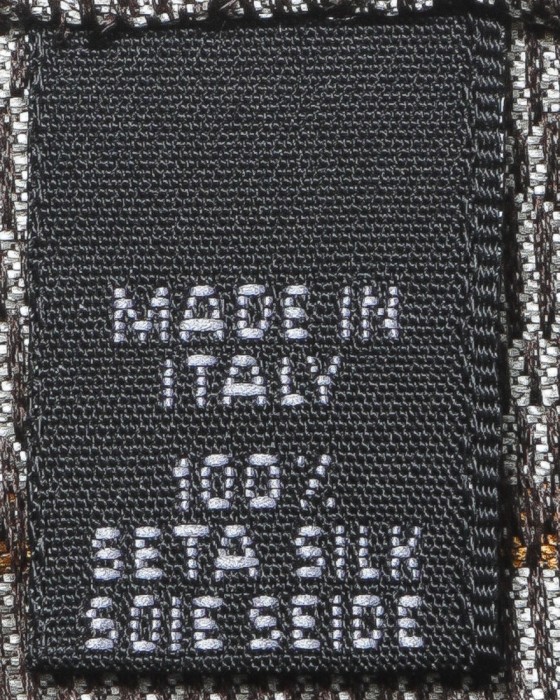 MADE IN
ITALY
100%
SETA SILK
SOIE SEIDE